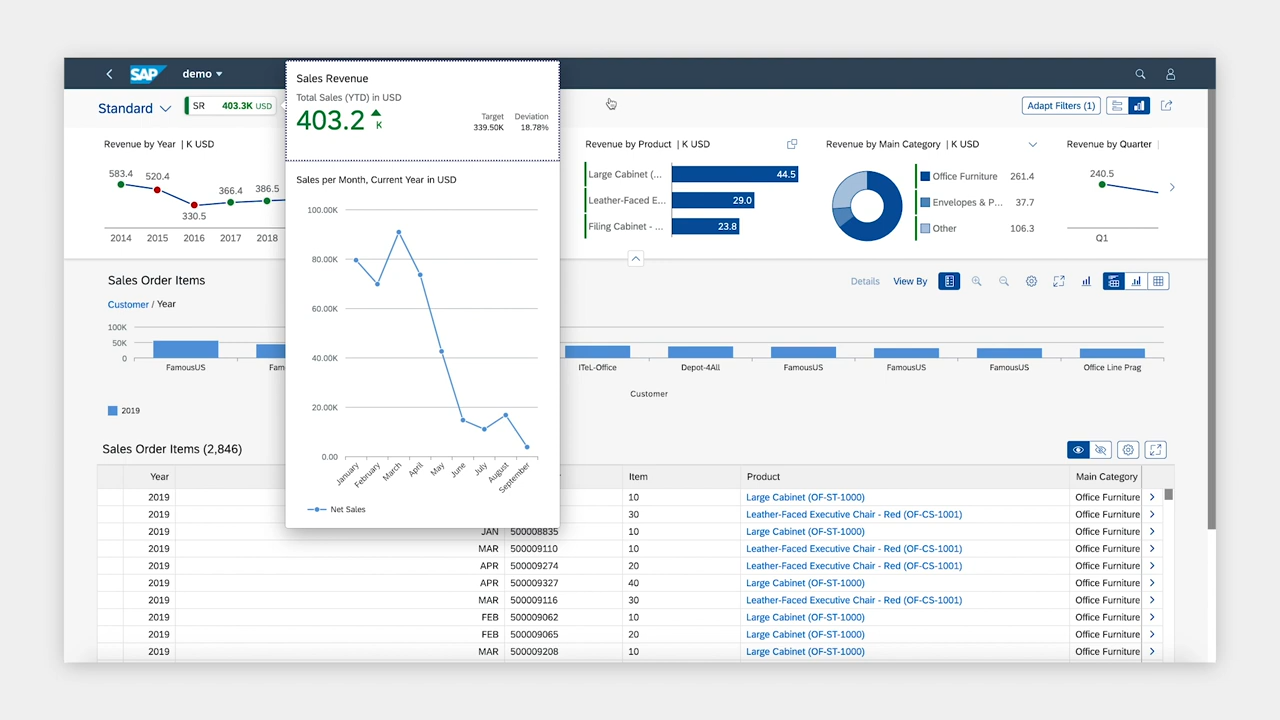 SAP demo
Standard
SR 403.3K USD
Adapt Filters (1)
Sales Revenue
Total Sales (YTD) in USD
403.2 K
Target Deviation
339.50K 18.78%
Sales per Month, Current Year in USD
100.00K
80.00K
60.00K
40.00K
20.00K
0.00
January February March April May June July August September
Net Sales
Revenue by Year | K USD
583.4 520.4 330.5 366.4 386.5
2014 2015 2016 2017 2018
Revenue by Product | K USD
Large Cabinet (... 44.5
Leather-Faced E... 29.0
Filing Cabinet - ... 23.8
Revenue by Main Category | K USD
Office Furniture 261.4
Envelopes & P... 37.7
Other 106.3
Revenue by Quarter |
240.5
Q1
Sales Order Items
Details View By
Customer / Year
100K
50K
0
FamousUS ITeL-Office Depot-4All FamousUS FamousUS FamousUS Office Line Prag
Customer
2019
Sales Order Items (2,846)
Year Item Product Main Category
2019 10 Large Cabinet (OF-ST-1000) Office Furniture
2019 30 Leather-Faced Executive Chair - Red (OF-CS-1001) Office Furniture
2019 JAN 500008835 10 Large Cabinet (OF-ST-1000) Office Furniture
2019 MAR 500009110 10 Leather-Faced Executive Chair - Red (OF-CS-1001) Office Furniture
2019 APR 500009274 20 Leather-Faced Executive Chair - Red (OF-CS-1001) Office Furniture
2019 APR 500009327 40 Large Cabinet (OF-ST-1000) Office Furniture
2019 MAR 500009116 30 Leather-Faced Executive Chair - Red (OF-CS-1001) Office Furniture
2019 FEB 500009062 10 Large Cabinet (OF-ST-1000) Office Furniture
2019 FEB 500009065 20 Large Cabinet (OF-ST-1000) Office Furniture
2019 MAR 500009208 10 Large Cabinet (OF-ST-1000) Office Furniture